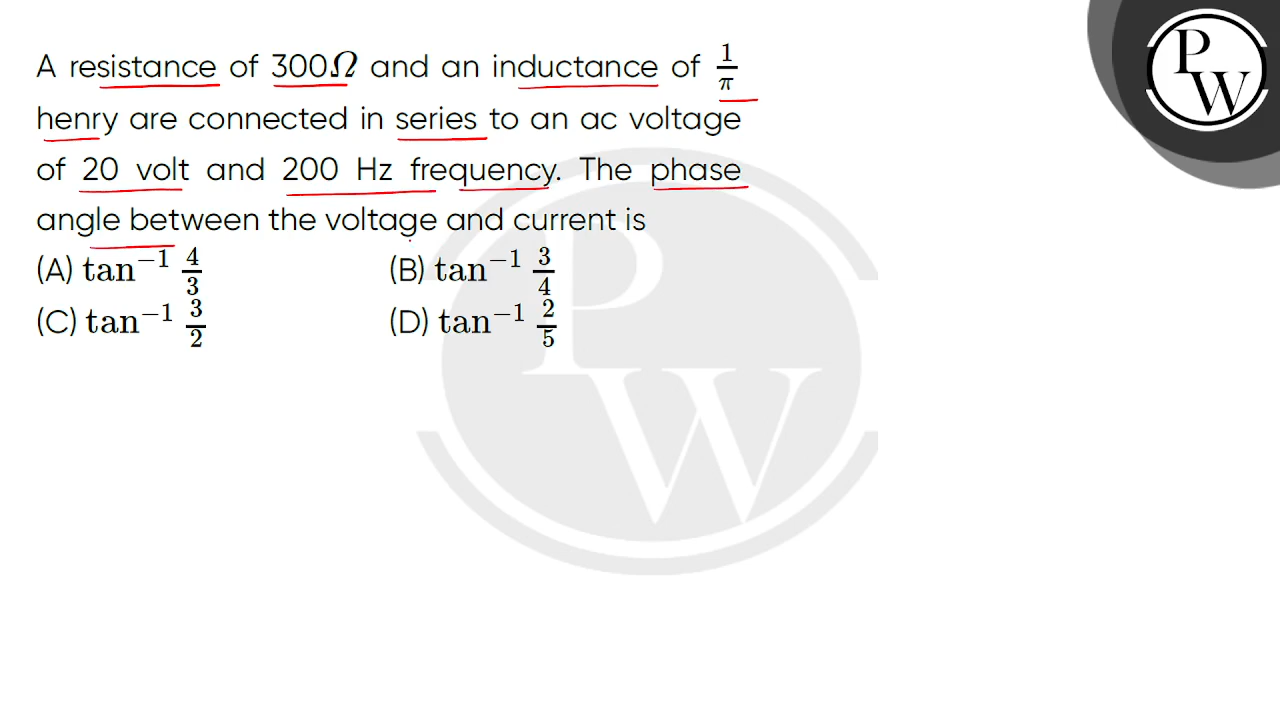 A resistance of 300Ω and an inductance of 1/π
henry are connected in series to an ac voltage
of 20 volt and 200 Hz frequency. The phase
angle between the voltage and current is
(A) tan⁻¹ 4/3 (B) tan⁻¹ 3/4
(C) tan⁻¹ 3/2 (D) tan⁻¹ 2/5
PW
PW